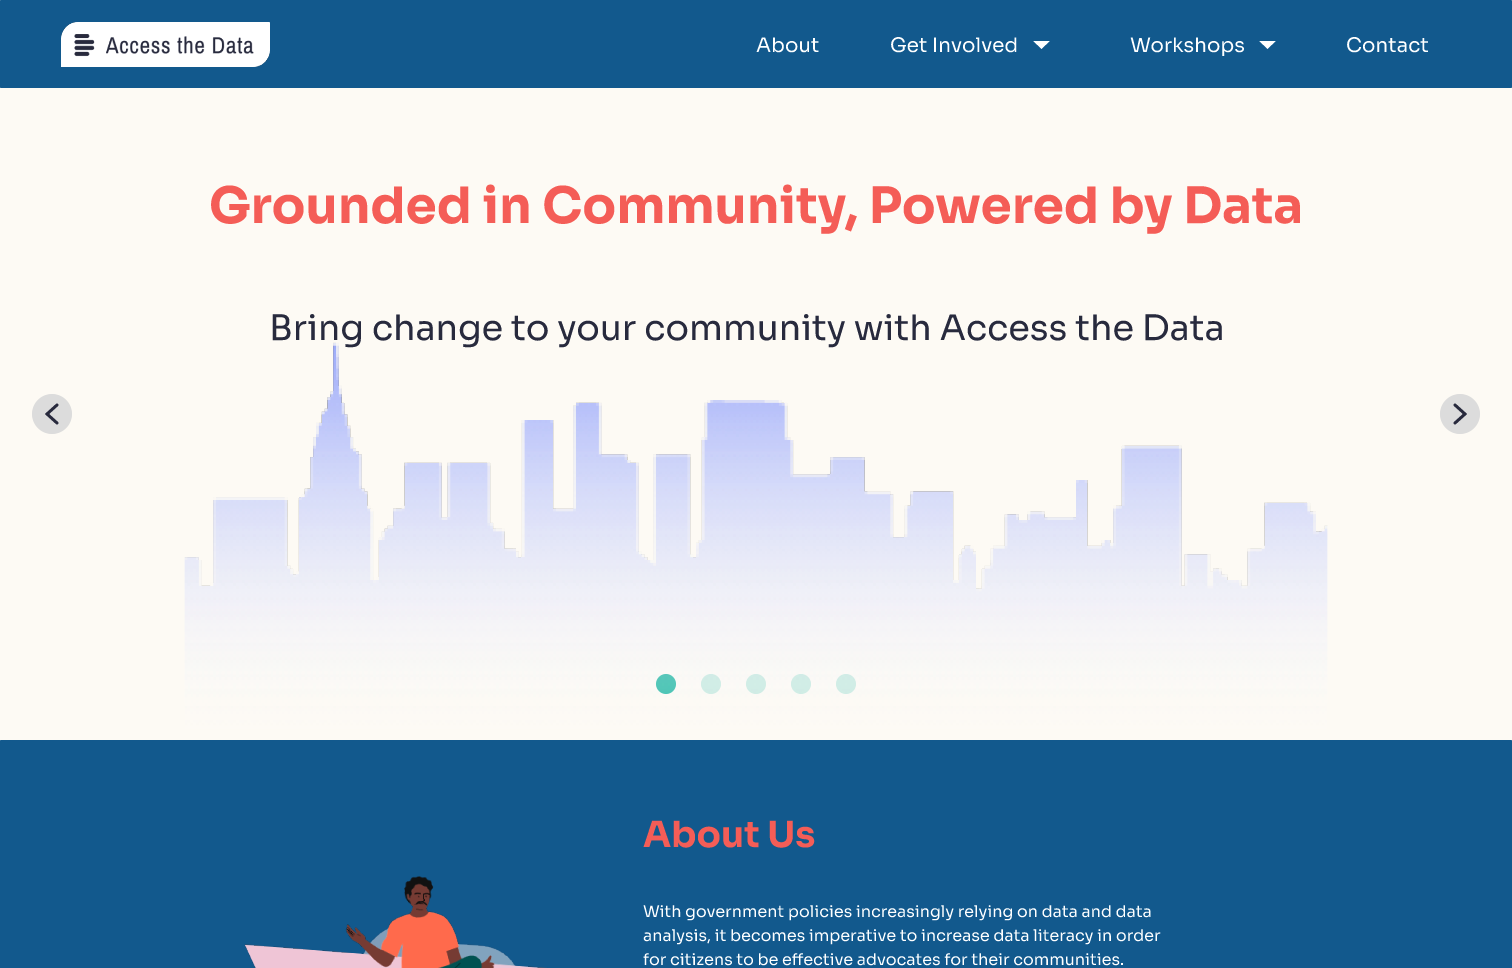 Access the Data
About
Get Involved
Workshops
Contact
Grounded in Community, Powered by Data
Bring change to your community with Access the Data
About Us
With government policies increasingly relying on data and data
analysis, it becomes imperative to increase data literacy in order
for citizens to be effective advocates for their communities.